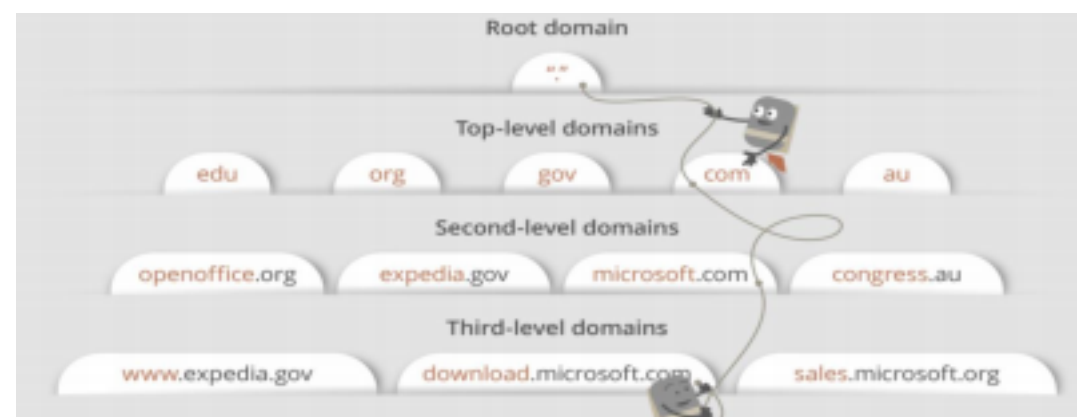 Root domain
"."
Top-level domains
edu org gov com au
Second-level domains
openoffice.org expedia.gov microsoft.com congress.au
Third-level domains
www.expedia.gov download.microsoft.com sales.microsoft.org